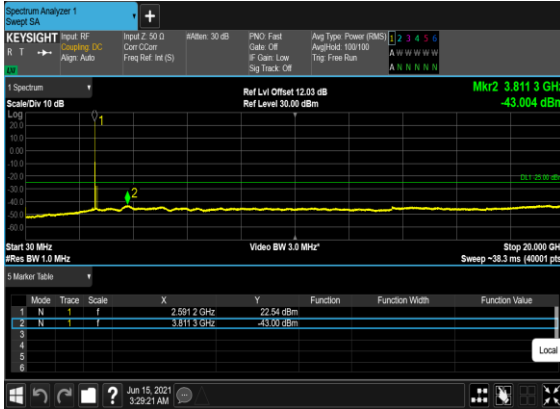 Spectrum Analyzer 1
Swept SA
+
KEYSIGHT
R T
Input: RF
Coupling: DC
Align: Auto
Input Z: 50 Ω
Corr CCorr
Freq Ref: Int (S)
#Atten: 30 dB
PNO: Fast
Gate: Off
IF Gain: Low
Sig Track: Off
Avg Type: Power (RMS)
Avg|Hold: 100/100
Trig: Free Run
1 2 3 4 5 6
A W W W W W
A N N N N N
1 Spectrum
Scale/Div 10 dB
Ref Lvl Offset 12.03 dB
Ref Level 30.00 dBm
Mkr2 3.811 3 GHz
-43.004 dBm
Log
20.0
10.0
0.00
-10.0
-20.0
-30.0
-40.0
-50.0
-60.0
1
2
DL1 -25.00 dBm
Start 30 MHz
#Res BW 1.0 MHz
Video BW 3.0 MHz*
Stop 20.000 GHz
Sweep ~38.3 ms (40001 pts)
5 Marker Table
Mode Trace Scale X Y Function Function Width Function Value
1 N 1 f 2.591 2 GHz 22.54 dBm
2 N 1 f 3.811 3 GHz -43.00 dBm
3
4
5
6
Local
?
Jun 15, 2021
3:29:21 AM